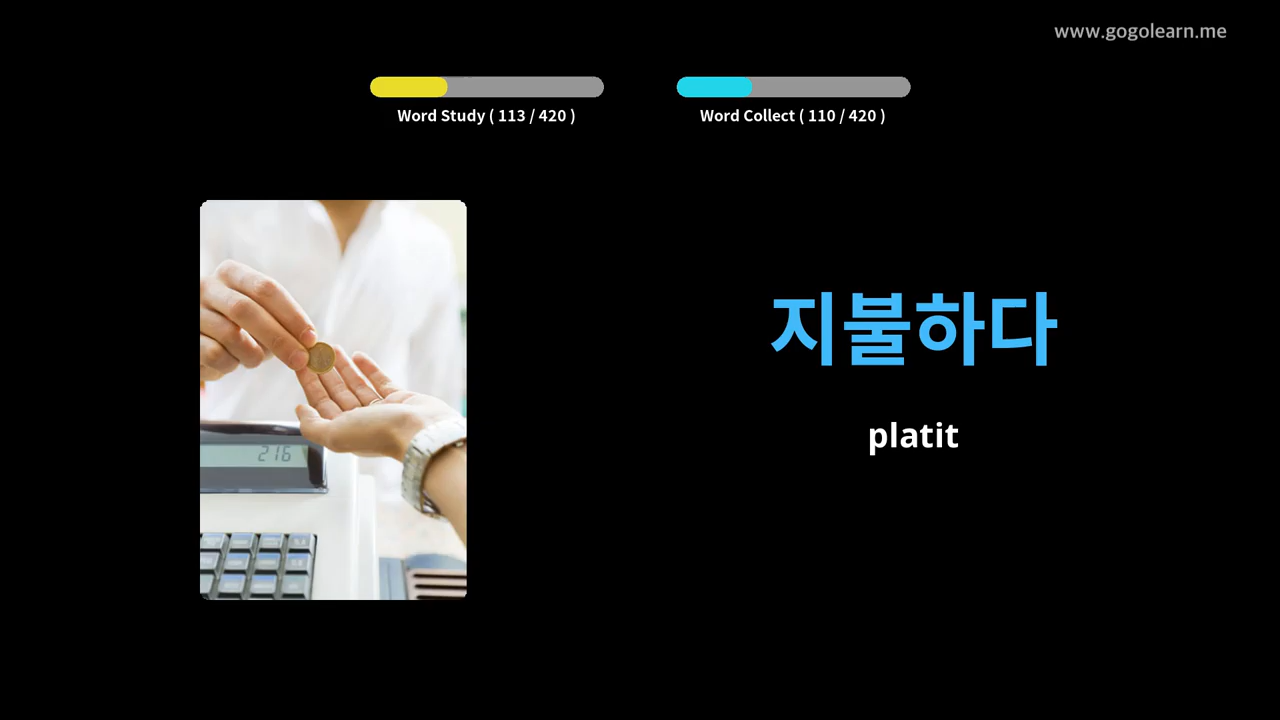 www.gogolearn.me
Word Study ( 113 / 420 )
Word Collect ( 110 / 420 )
지불하다
platit
216